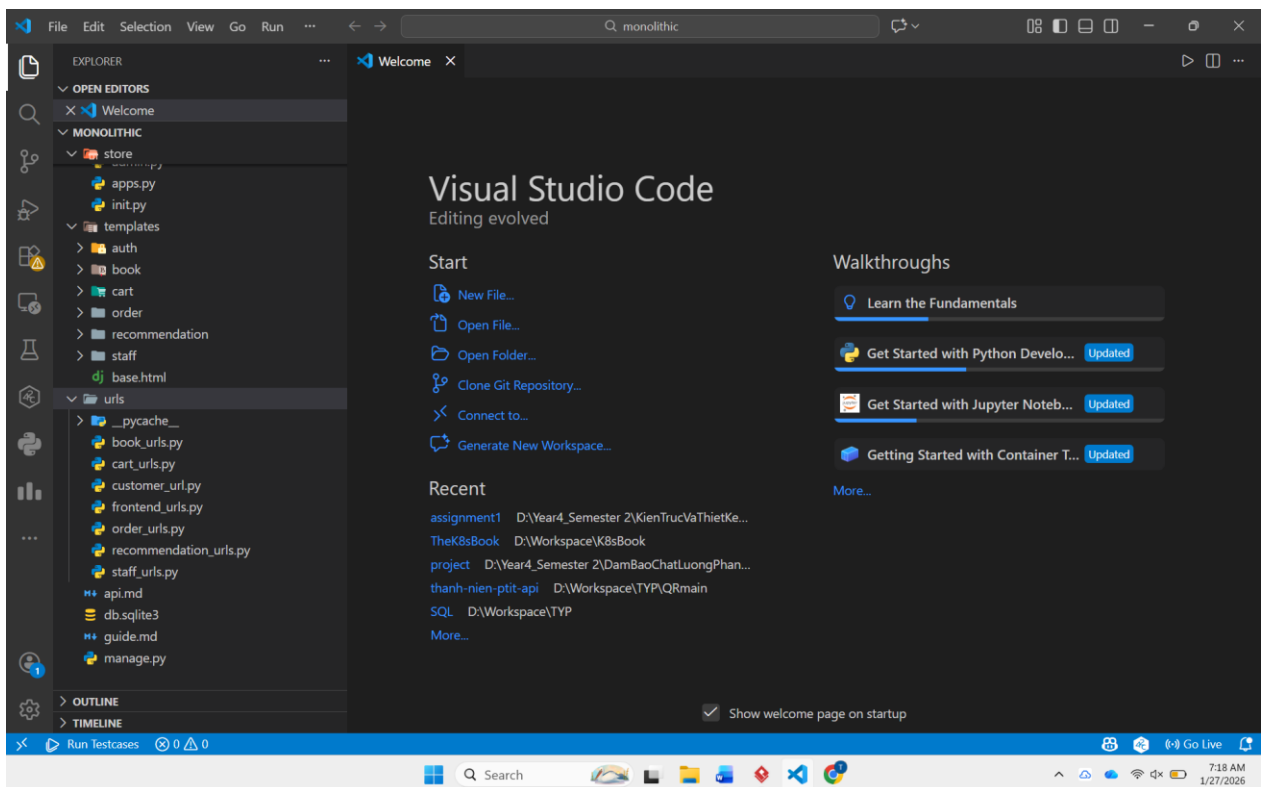 File Edit Selection View Go Run ··· monolithic
EXPLORER ···
Welcome
OPEN EDITORS
Welcome
MONOLITHIC
store
apps.py
init.py
templates
auth
book
cart
order
recommendation
staff
dj base.html
urls
__pycache__
book_urls.py
cart_urls.py
customer_url.py
frontend_urls.py
order_urls.py
recommendation_urls.py
staff_urls.py
api.md
db.sqlite3
guide.md
manage.py
OUTLINE
TIMELINE
Visual Studio Code
Editing evolved
Start
New File...
Open File...
Open Folder...
Clone Git Repository...
Connect to...
Generate New Workspace...
Recent
assignment1 D:\Year4_Semester 2\KienTrucVaThietKe...
TheK8sBook D:\Workspace\K8sBook
project D:\Year4_Semester 2\DamBaoChatLuongPhan...
thanh-nien-ptit-api D:\Workspace\TYP\QRmain
SQL D:\Workspace\TYP
More...
Walkthroughs
Learn the Fundamentals
Get Started with Python Develo... Updated
Get Started with Jupyter Noteb... Updated
Getting Started with Container T... Updated
More...
Show welcome page on startup
1
Run Testcases 0 0 Go Live
Search
7:18 AM
1/27/2026